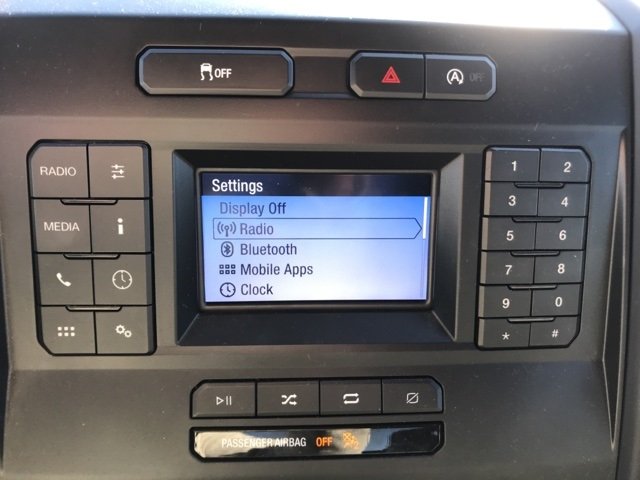 OFF
A OFF
RADIO
MEDIA
i
Settings
Display Off
Radio
Bluetooth
Mobile Apps
Clock
1 2
3 4
5 6
7 8
9 0
* #
PASSENGER AIRBAG OFF
2